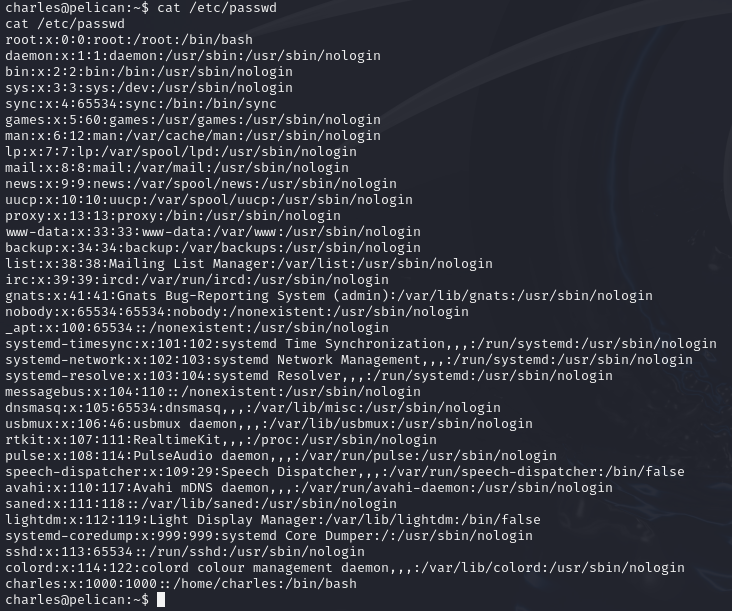 charles@pelican:~$ cat /etc/passwd
cat /etc/passwd
root:x:0:0:root:/root:/bin/bash
daemon:x:1:1:daemon:/usr/sbin:/usr/sbin/nologin
bin:x:2:2:bin:/bin:/usr/sbin/nologin
sys:x:3:3:sys:/dev:/usr/sbin/nologin
sync:x:4:65534:sync:/bin:/bin/sync
games:x:5:60:games:/usr/games:/usr/sbin/nologin
man:x:6:12:man:/var/cache/man:/usr/sbin/nologin
lp:x:7:7:lp:/var/spool/lpd:/usr/sbin/nologin
mail:x:8:8:mail:/var/mail:/usr/sbin/nologin
news:x:9:9:news:/var/spool/news:/usr/sbin/nologin
uucp:x:10:10:uucp:/var/spool/uucp:/usr/sbin/nologin
proxy:x:13:13:proxy:/bin:/usr/sbin/nologin
www-data:x:33:33:www-data:/var/www:/usr/sbin/nologin
backup:x:34:34:backup:/var/backups:/usr/sbin/nologin
list:x:38:38:Mailing List Manager:/var/list:/usr/sbin/nologin
irc:x:39:39:ircd:/var/run/ircd:/usr/sbin/nologin
gnats:x:41:41:Gnats Bug-Reporting System (admin):/var/lib/gnats:/usr/sbin/nologin
nobody:x:65534:65534:nobody:/nonexistent:/usr/sbin/nologin
_apt:x:100:65534::/nonexistent:/usr/sbin/nologin
systemd-timesync:x:101:102:systemd Time Synchronization,,,:/run/systemd:/usr/sbin/nologin
systemd-network:x:102:103:systemd Network Management,,,:/run/systemd:/usr/sbin/nologin
systemd-resolve:x:103:104:systemd Resolver,,,:/run/systemd:/usr/sbin/nologin
messagebus:x:104:110::/nonexistent:/usr/sbin/nologin
dnsmasq:x:105:65534:dnsmasq,,,:/var/lib/misc:/usr/sbin/nologin
usbmux:x:106:46:usbmux daemon,,,:/var/lib/usbmux:/usr/sbin/nologin
rtkit:x:107:111:RealtimeKit,,,:/proc:/usr/sbin/nologin
pulse:x:108:114:PulseAudio daemon,,,:/var/run/pulse:/usr/sbin/nologin
speech-dispatcher:x:109:29:Speech Dispatcher,,,:/var/run/speech-dispatcher:/bin/false
avahi:x:110:117:Avahi mDNS daemon,,,:/var/run/avahi-daemon:/usr/sbin/nologin
saned:x:111:118::/var/lib/saned:/usr/sbin/nologin
lightdm:x:112:119:Light Display Manager:/var/lib/lightdm:/bin/false
systemd-coredump:x:999:999:systemd Core Dumper:/:/usr/sbin/nologin
sshd:x:113:65534::/run/sshd:/usr/sbin/nologin
colord:x:114:122:colord colour management daemon,,,:/var/lib/colord:/usr/sbin/nologin
charles:x:1000:1000::/home/charles:/bin/bash
charles@pelican:~$